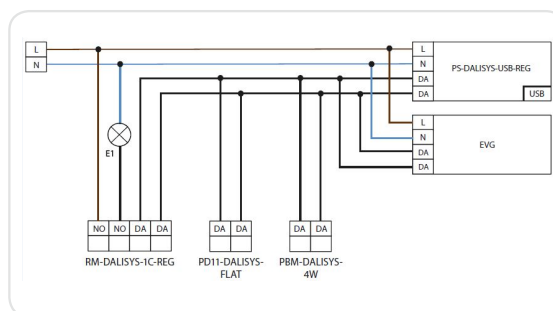 L
N
L
N
DA
DA
PS-DALISYS-USB-REG
USB
L
N
DA
DA
EVG
E1
NO NO DA DA
DA DA
DA DA
RM-DALISYS-1C-REG
PD11-DALISYS-
FLAT
PBM-DALISYS-
4W